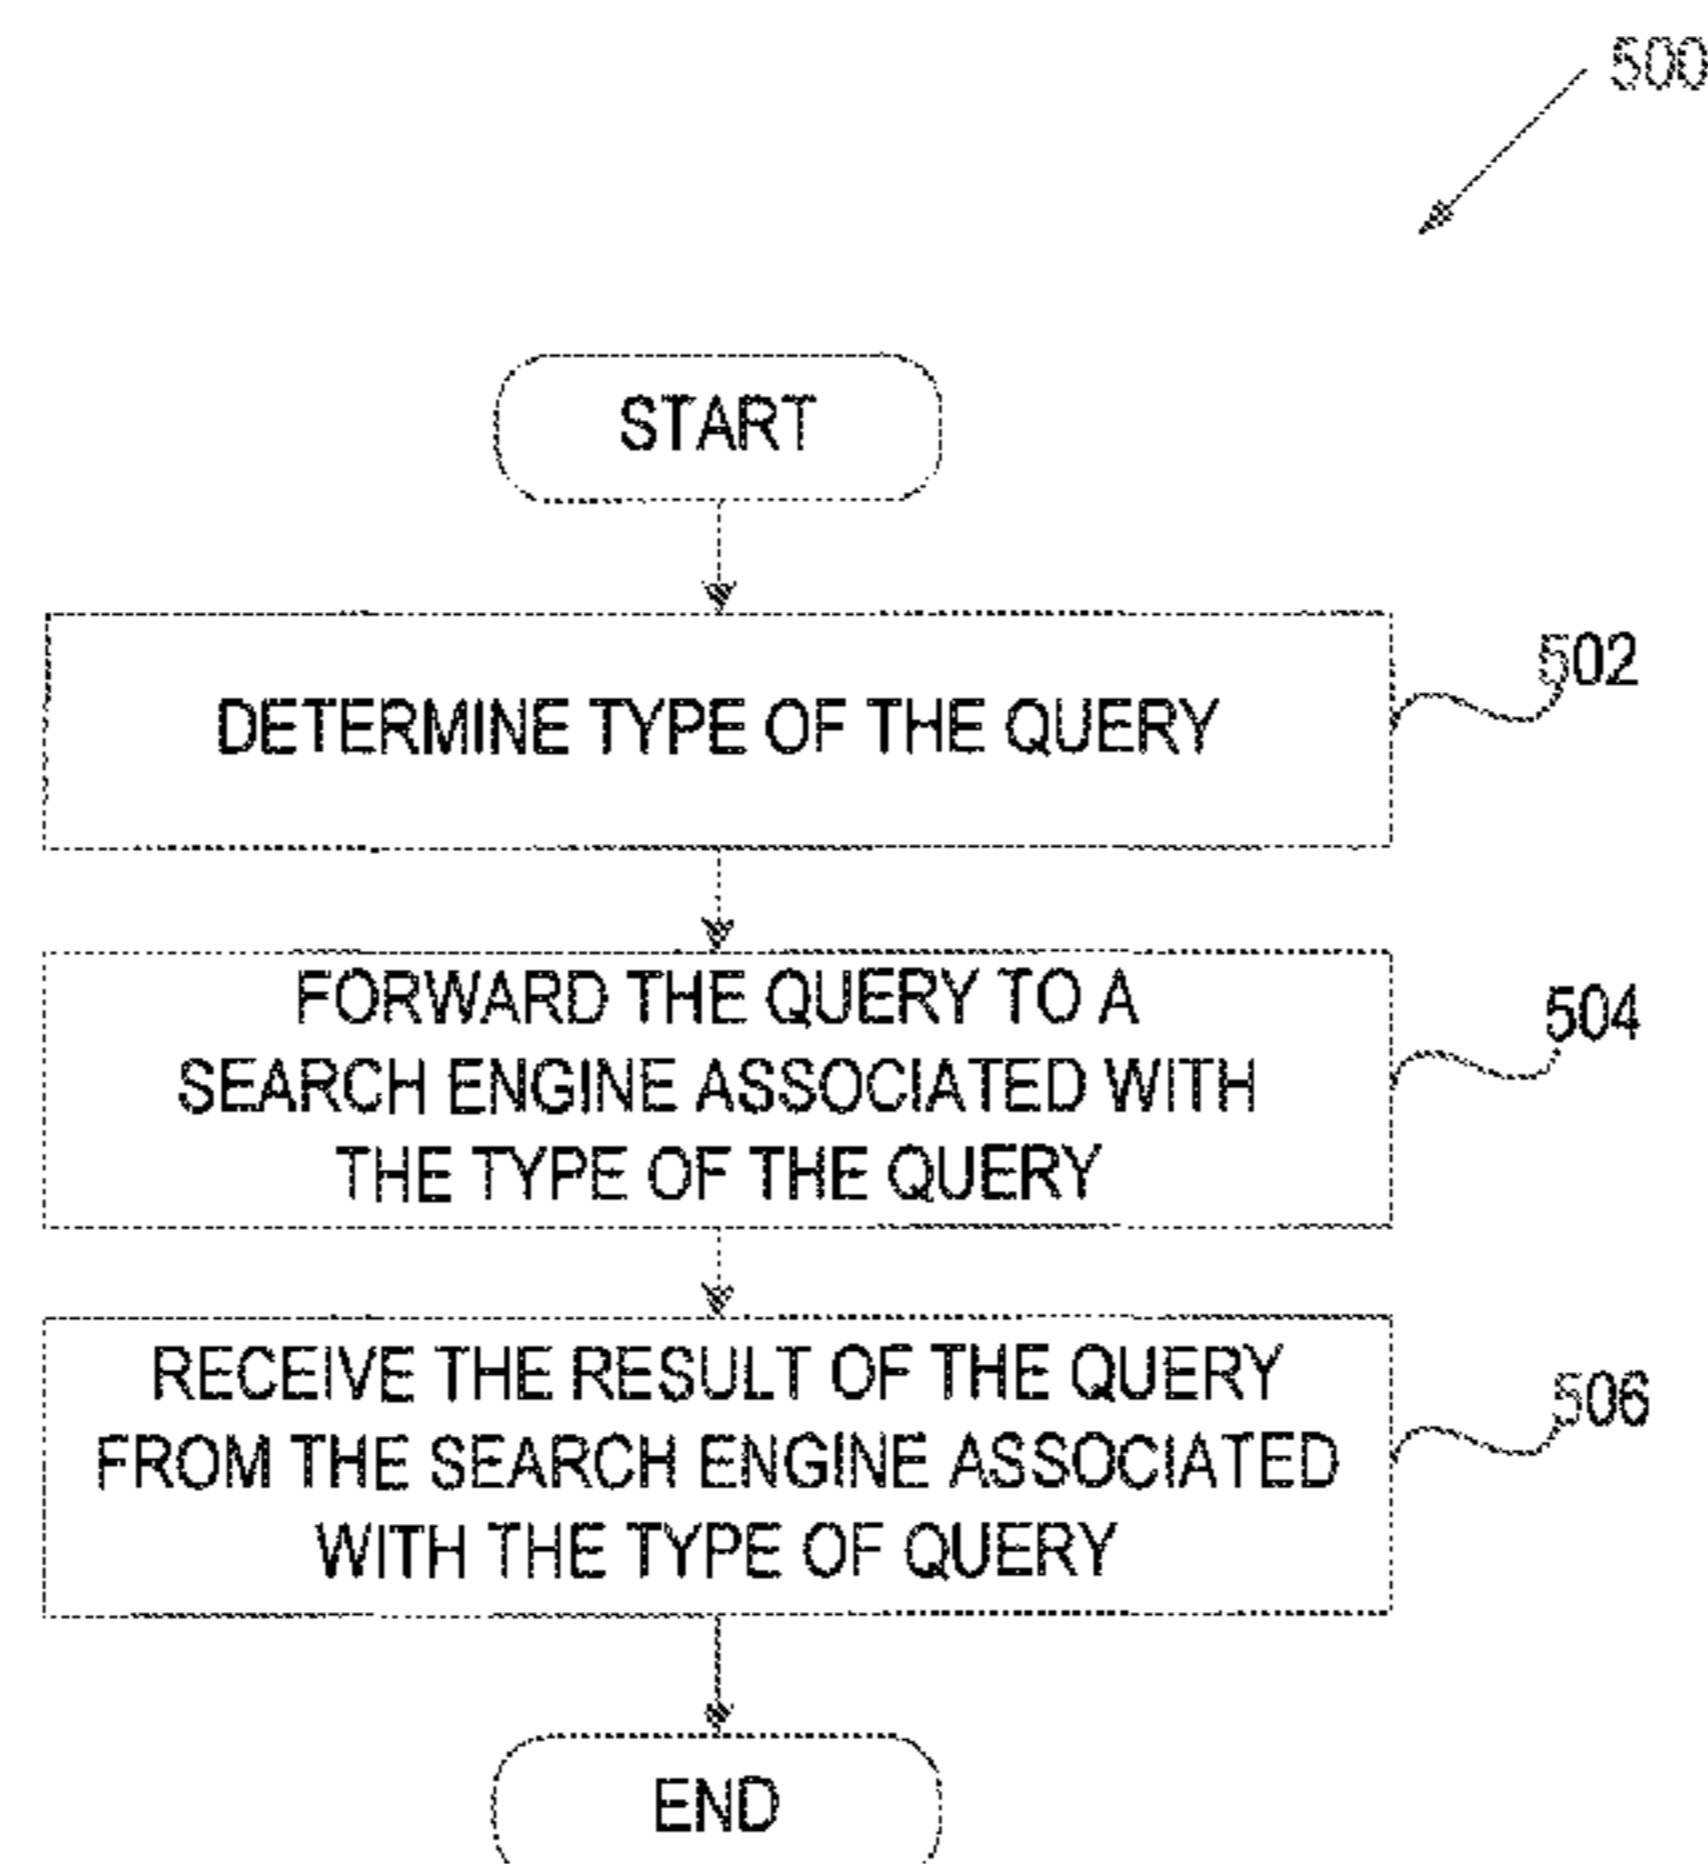 500
START
DETERMINE TYPE OF THE QUERY
502
FORWARD THE QUERY TO A
SEARCH ENGINE ASSOCIATED WITH
THE TYPE OF THE QUERY
504
RECEIVE THE RESULT OF THE QUERY
FROM THE SEARCH ENGINE ASSOCIATED
WITH THE TYPE OF QUERY
506
END